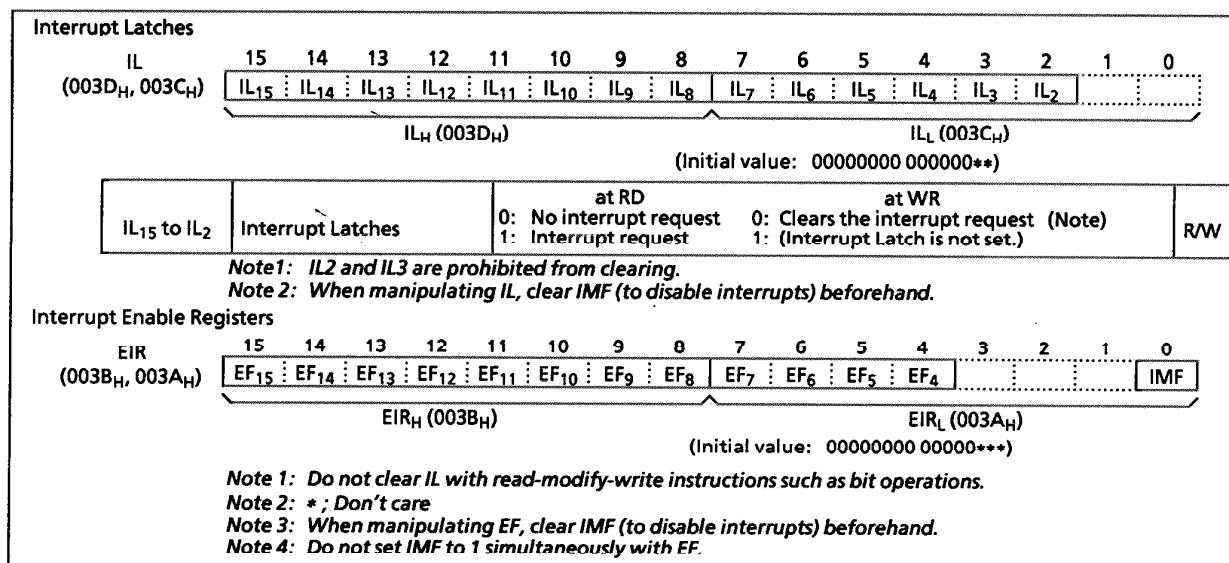 Interrupt Latches
IL
(003DH, 003CH)
15 14 13 12 11 10 9 8 7 6 5 4 3 2 1 0
IL15 IL14 IL13 IL12 IL11 IL10 IL9 IL8 IL7 IL6 IL5 IL4 IL3 IL2
ILH (003DH) ILL (003CH)
(Initial value: 00000000 000000**)
IL15 to IL2 Interrupt Latches at RD at WR R/W
0: No interrupt request 0: Clears the interrupt request (Note)
1: Interrupt request 1: (Interrupt Latch is not set.)
Note1: IL2 and IL3 are prohibited from clearing.
Note 2: When manipulating IL, clear IMF (to disable interrupts) beforehand.
Interrupt Enable Registers
EIR
(003BH, 003AH)
15 14 13 12 11 10 9 8 7 6 5 4 3 2 1 0
EF15 EF14 EF13 EF12 EF11 EF10 EF9 EF8 EF7 EF6 EF5 EF4 IMF
EIRH (003BH) EIRL (003AH)
(Initial value: 00000000 00000***)
Note 1: Do not clear IL with read-modify-write instructions such as bit operations.
Note 2: * ; Don't care
Note 3: When manipulating EF, clear IMF (to disable interrupts) beforehand.
Note 4: Do not set IMF to 1 simultaneously with EF.